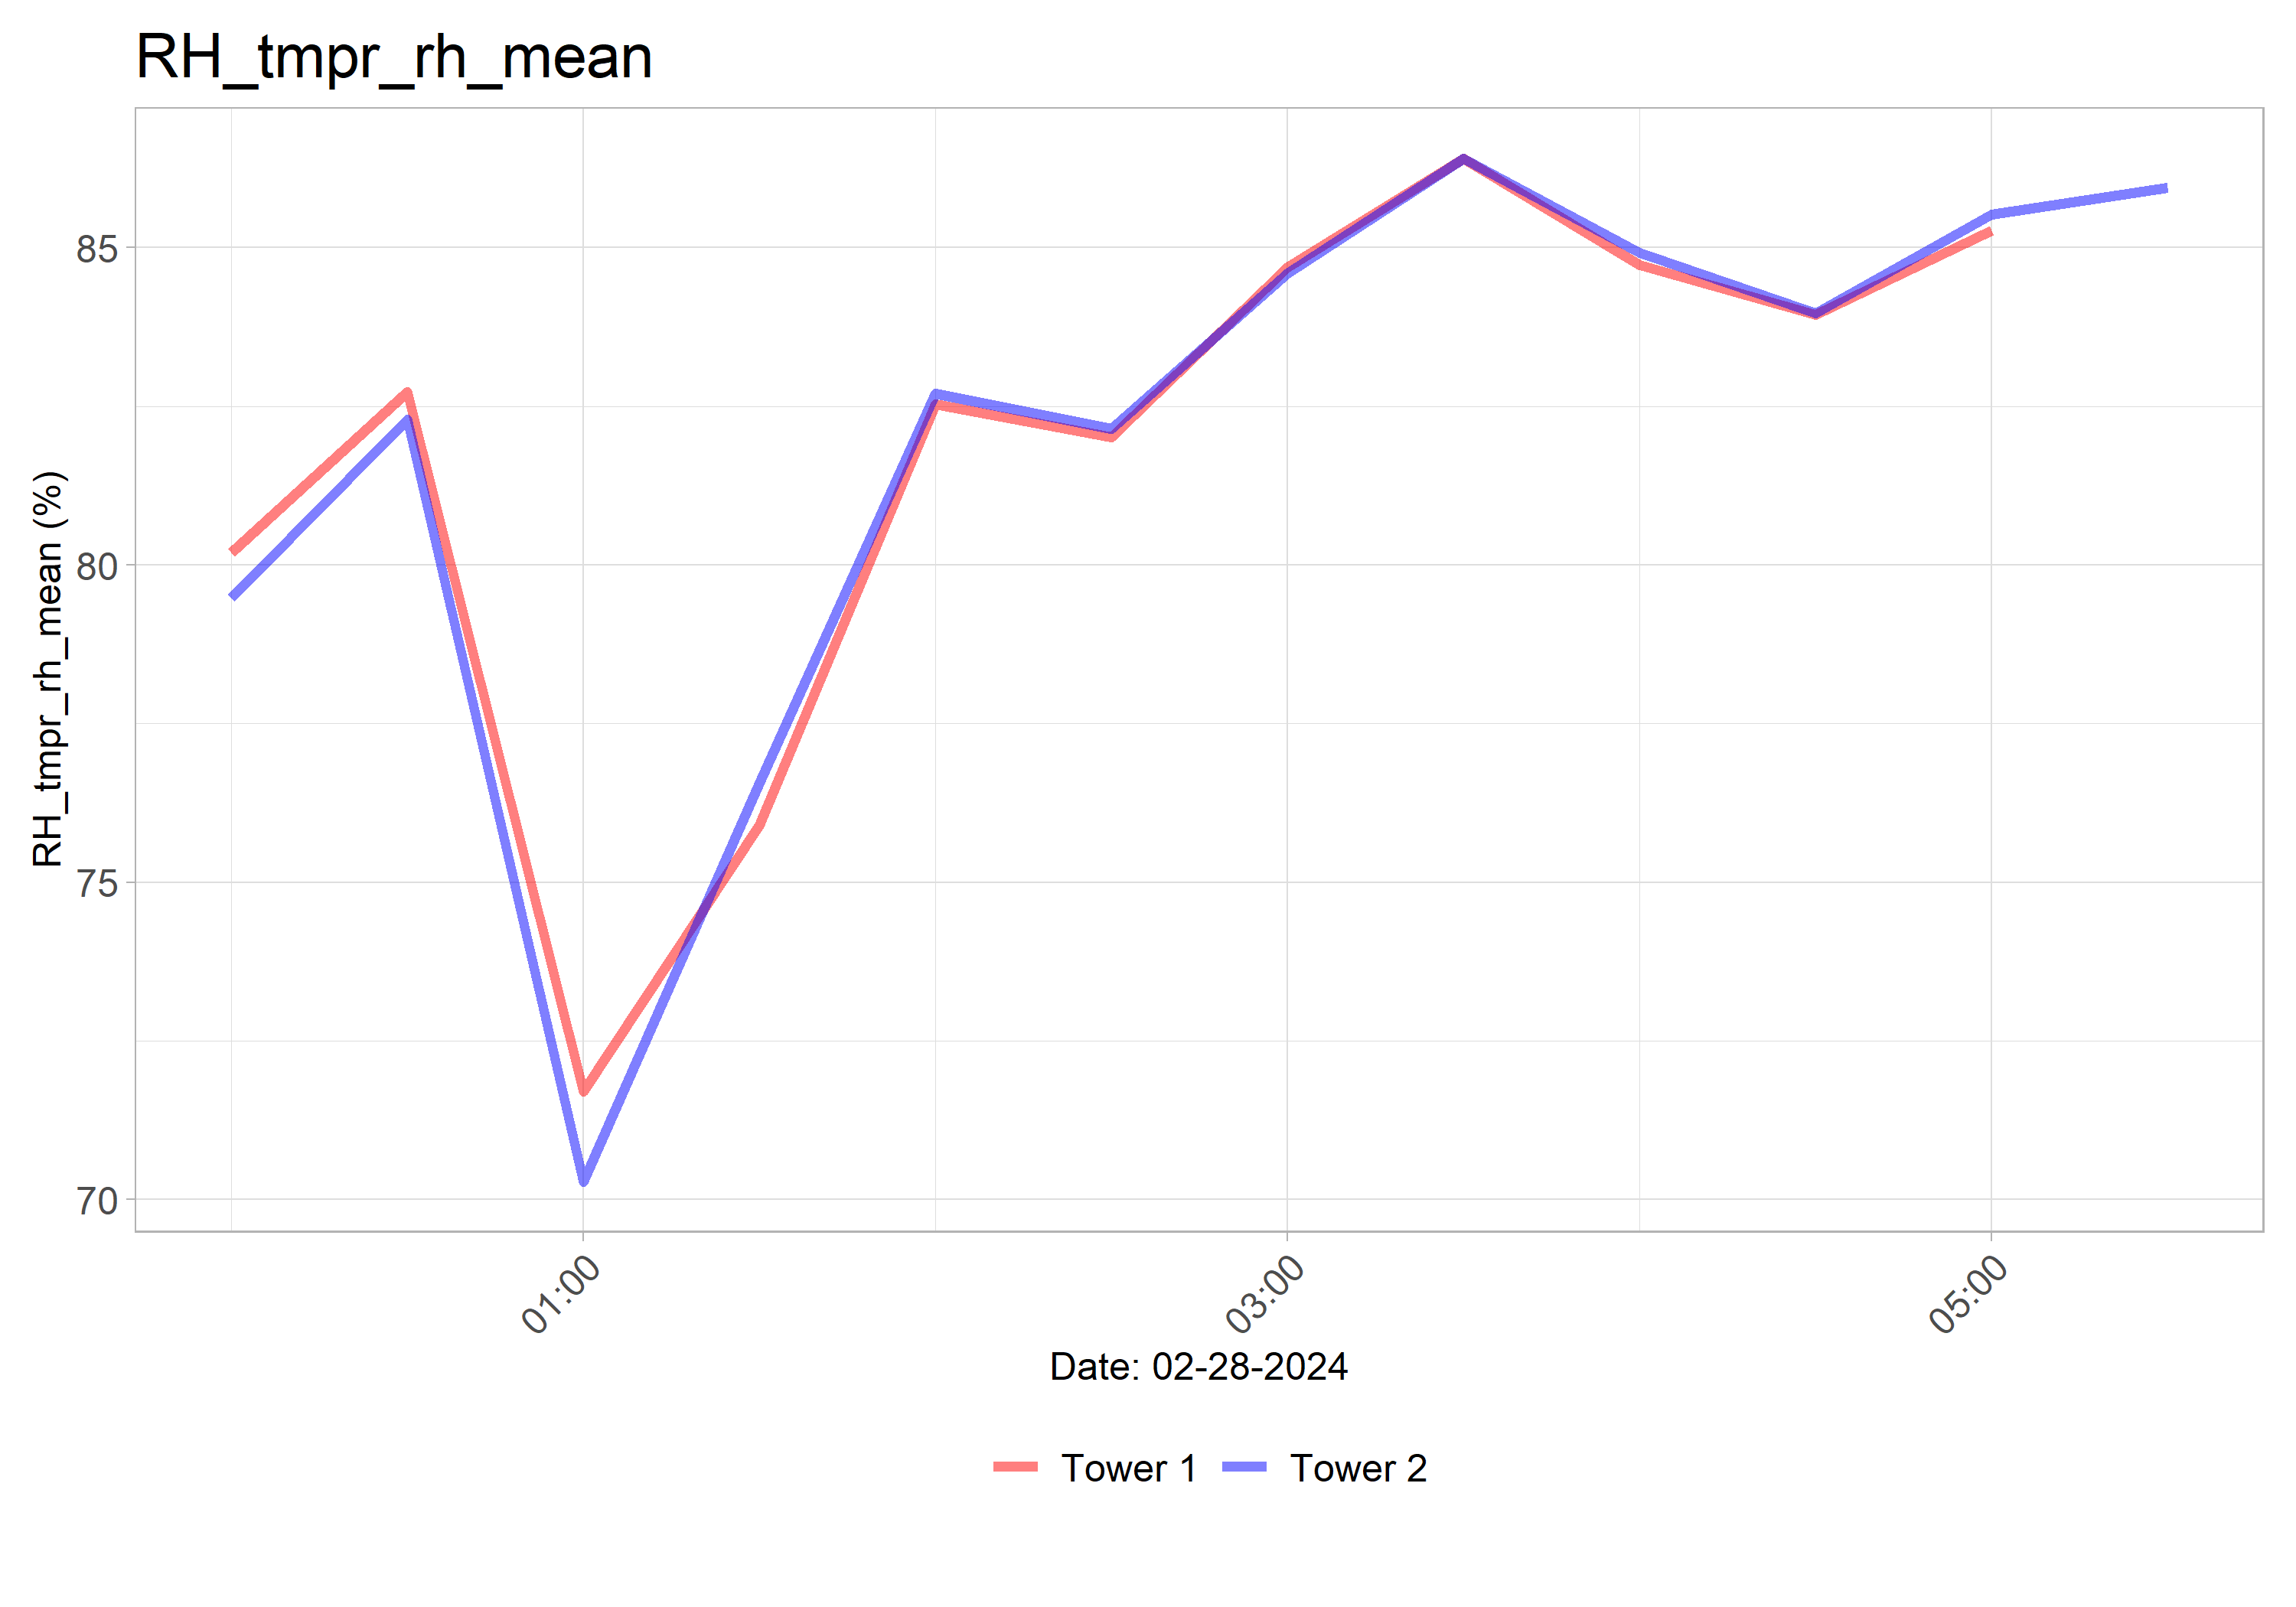 RH_tmpr_rh_mean
RH_tmpr_rh_mean (%)
85
80
75
70
01:00
03:00
05:00
Date: 02-28-2024
Tower 1
Tower 2